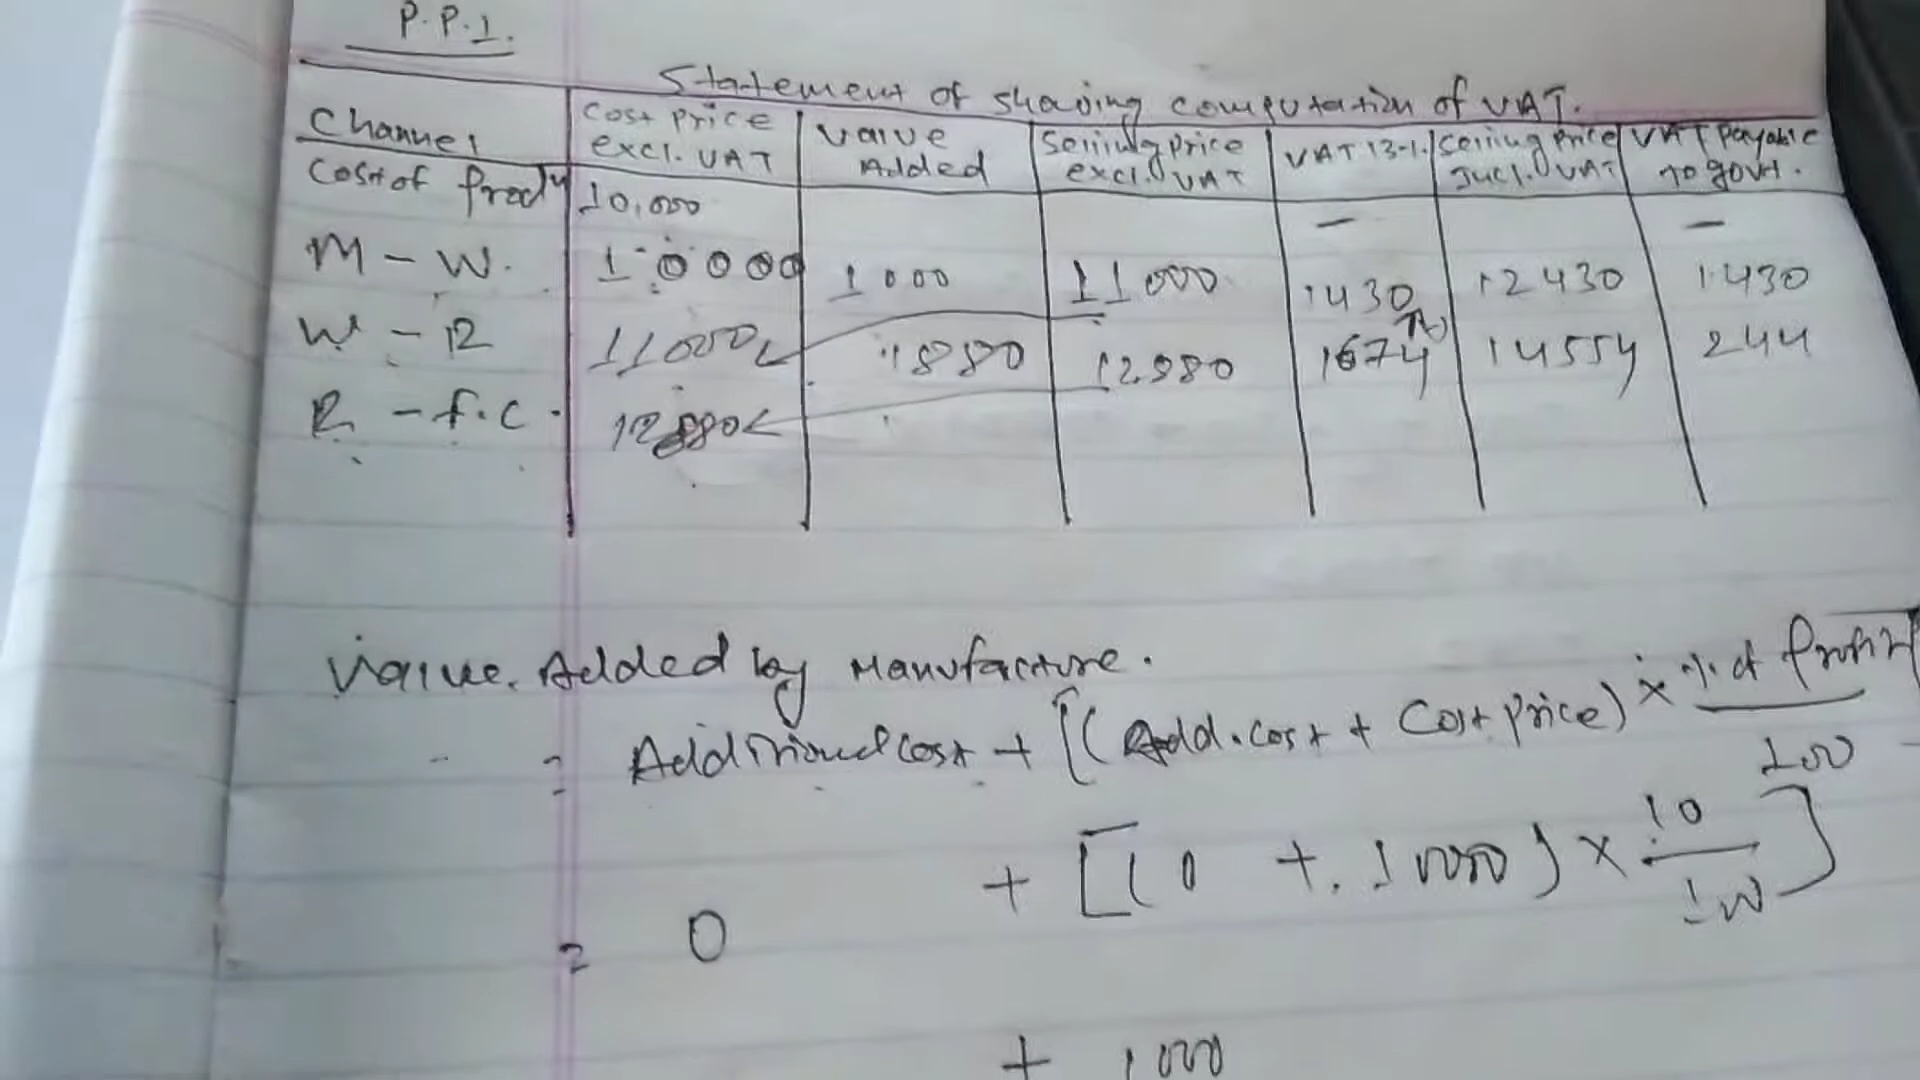 P.P.1.
Statement of showing computation of VAT.
Channel | Cost price excl. VAT | Value Added | Selling price excl. VAT | VAT 13-1. | Selling price Incl. VAT | VAT payable to govt.
Cost of prodn | 10,000 | | | — | | —
M - W. | 10000 | 1000 | 11000 | 1430 | 12430 | 1430
W - R | 11000 | 1880 | 12880 | 1674 | 14554 | 244
R - f.c. | 12880
Value Added by Manufacture.
= Additional cost + [(Add.cost + Cost price) × %. of profit
100
+ [(0 + 1000) × 10
100]
= 0
+ 1000